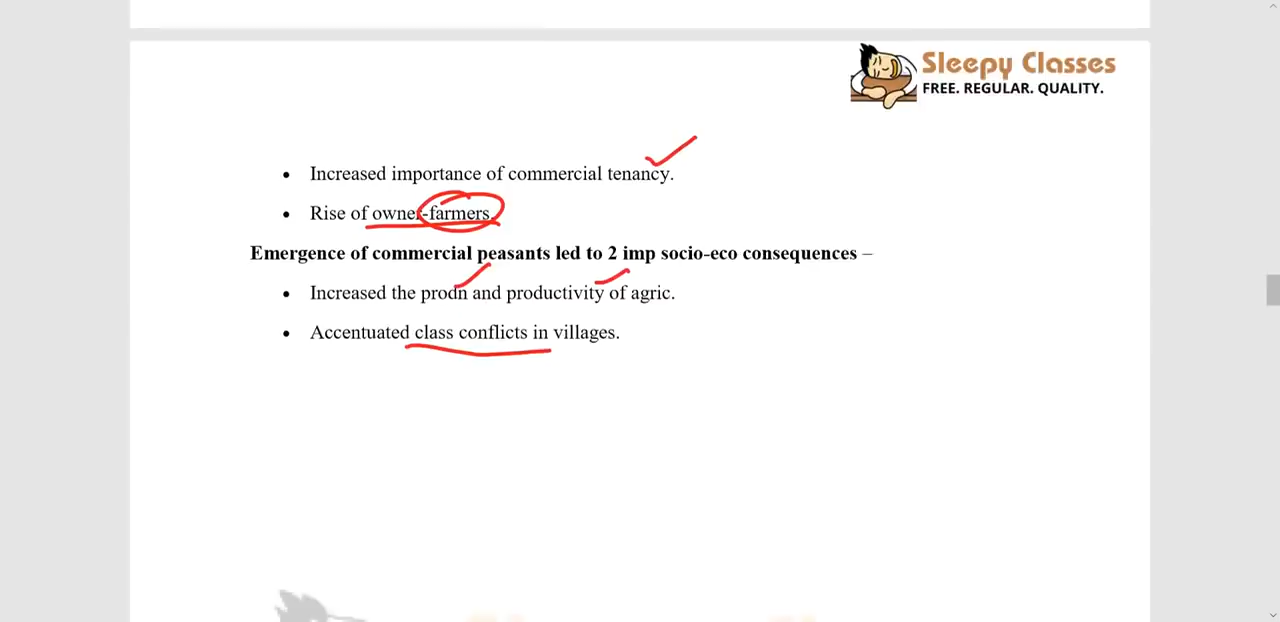 Sleepy Classes
FREE. REGULAR. QUALITY.
• Increased importance of commercial tenancy.
• Rise of owner-farmers.
Emergence of commercial peasants led to 2 imp socio-eco consequences –
• Increased the prodn and productivity of agric.
• Accentuated class conflicts in villages.